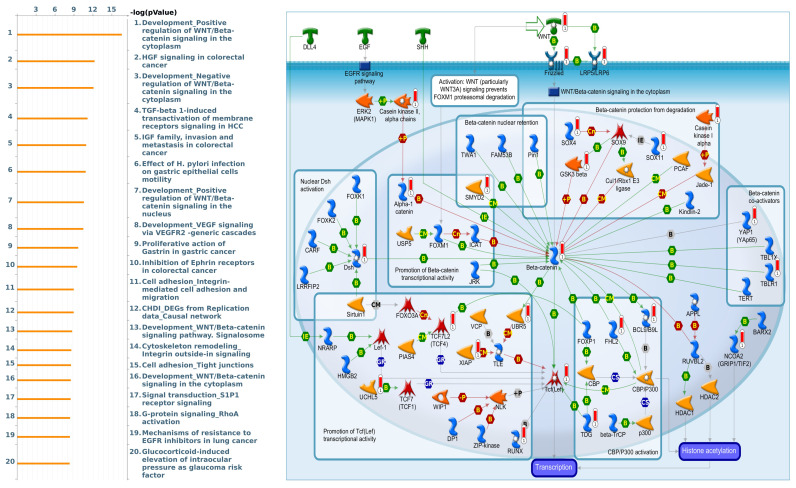 3 6 9 12 15 -log(pValue)
1 1.Development_Positive
regulation of WNT/Beta-
catenin signaling in the
cytoplasm
2 2.HGF signaling in colorectal
cancer
3 3.Development_Negative
regulation of WNT/Beta-
catenin signaling in the
cytoplasm
4 4.TGF-beta 1-induced
transactivation of membrane
receptors signaling in HCC
5 5.IGF family, invasion and
metastasis in colorectal
cancer
6 6.Effect of H. pylori infection
on gastric epithelial cells
motility
7 7.Development_Positive
regulation of WNT/Beta-
catenin signaling in the
nucleus
8 8.Development_VEGF signaling
via VEGFR2 -generic cascades
9 9.Proliferative action of
Gastrin in gastric cancer
10 10.Inhibition of Ephrin receptors
in colorectal cancer
11 11.Cell adhesion_Integrin-
mediated cell adhesion and
migration
12 12.CHDI_DEGs from Replication
data_Causal network
13 13.Development_WNT/Beta-catenin
signaling pathway. Signalosome
14 14.Cytoskeleton remodeling_
Integrin outside-in signaling
15 15.Cell adhesion_Tight junctions
16 16.Development_WNT/Beta-catenin
signaling in the cytoplasm
17 17.Signal transduction_S1P1
receptor signaling
18 18.G-protein signaling_RhoA
activation
19 19.Mechanisms of resistance to
EGFR inhibitors in lung cancer
20 20.Glucocorticoid-induced
elevation of intraocular
pressure as glaucoma risk
factor
DLL4
EGF
SHH
WNT
Frizzled
LRP5/LRP6
EGFR signaling
pathway
WNT/Beta-catenin signaling in the cytoplasm
Activation: WNT (particularly
WNT3A) signaling prevents
FOXM1 proteosomal degradation
ERK2
(MAPK1)
Casein kinase II,
alpha chains
Beta-catenin nuclear retention
TWA1
FAM53B
Pin1
SMYD2
Beta-catenin protection from degradation
SOX4
SOX9
SOX11
GSK3 beta
Cul1/Rbx1 E3
ligase
PCAF
Casein
kinase I
alpha
Jade-1
Kindlin-2
Nuclear Dsh
activation
FOXK1
FOXK2
CARF
Dsh
LRRFIP2
Sirtuin1
Alpha-1
catenin
USP5
FOXM1
ICAT
JRK
Promotion of Beta-catenin
transcriptional activity
Beta-catenin
Beta-catenin
co-activators
YAP1
(YAp65)
TBL1X
TBLR1
TERT
FOXO3A
NRARP
Lef-1
TCF7L2
(TCF4)
VCP
UBR5
PIAS4
HMGB2
XIAP
TLE
UCHL5
TCF7
(TCF1)
WIP1
NLK
DP1
ZIP-kinase
RUNX
Promotion of Tcf(Lef)
transcriptional activity
Tcf(Lef)
FOXP1
FHL2
BCL9/B9L
CBP
CBP/P300
TDG
beta-TrCP
p300
CBP/P300 activation
APPL
RUVBL2
BARX2
NCOA2
(GRIP1/TIF2)
HDAC2
HDAC1
Transcription
Histone acetylation